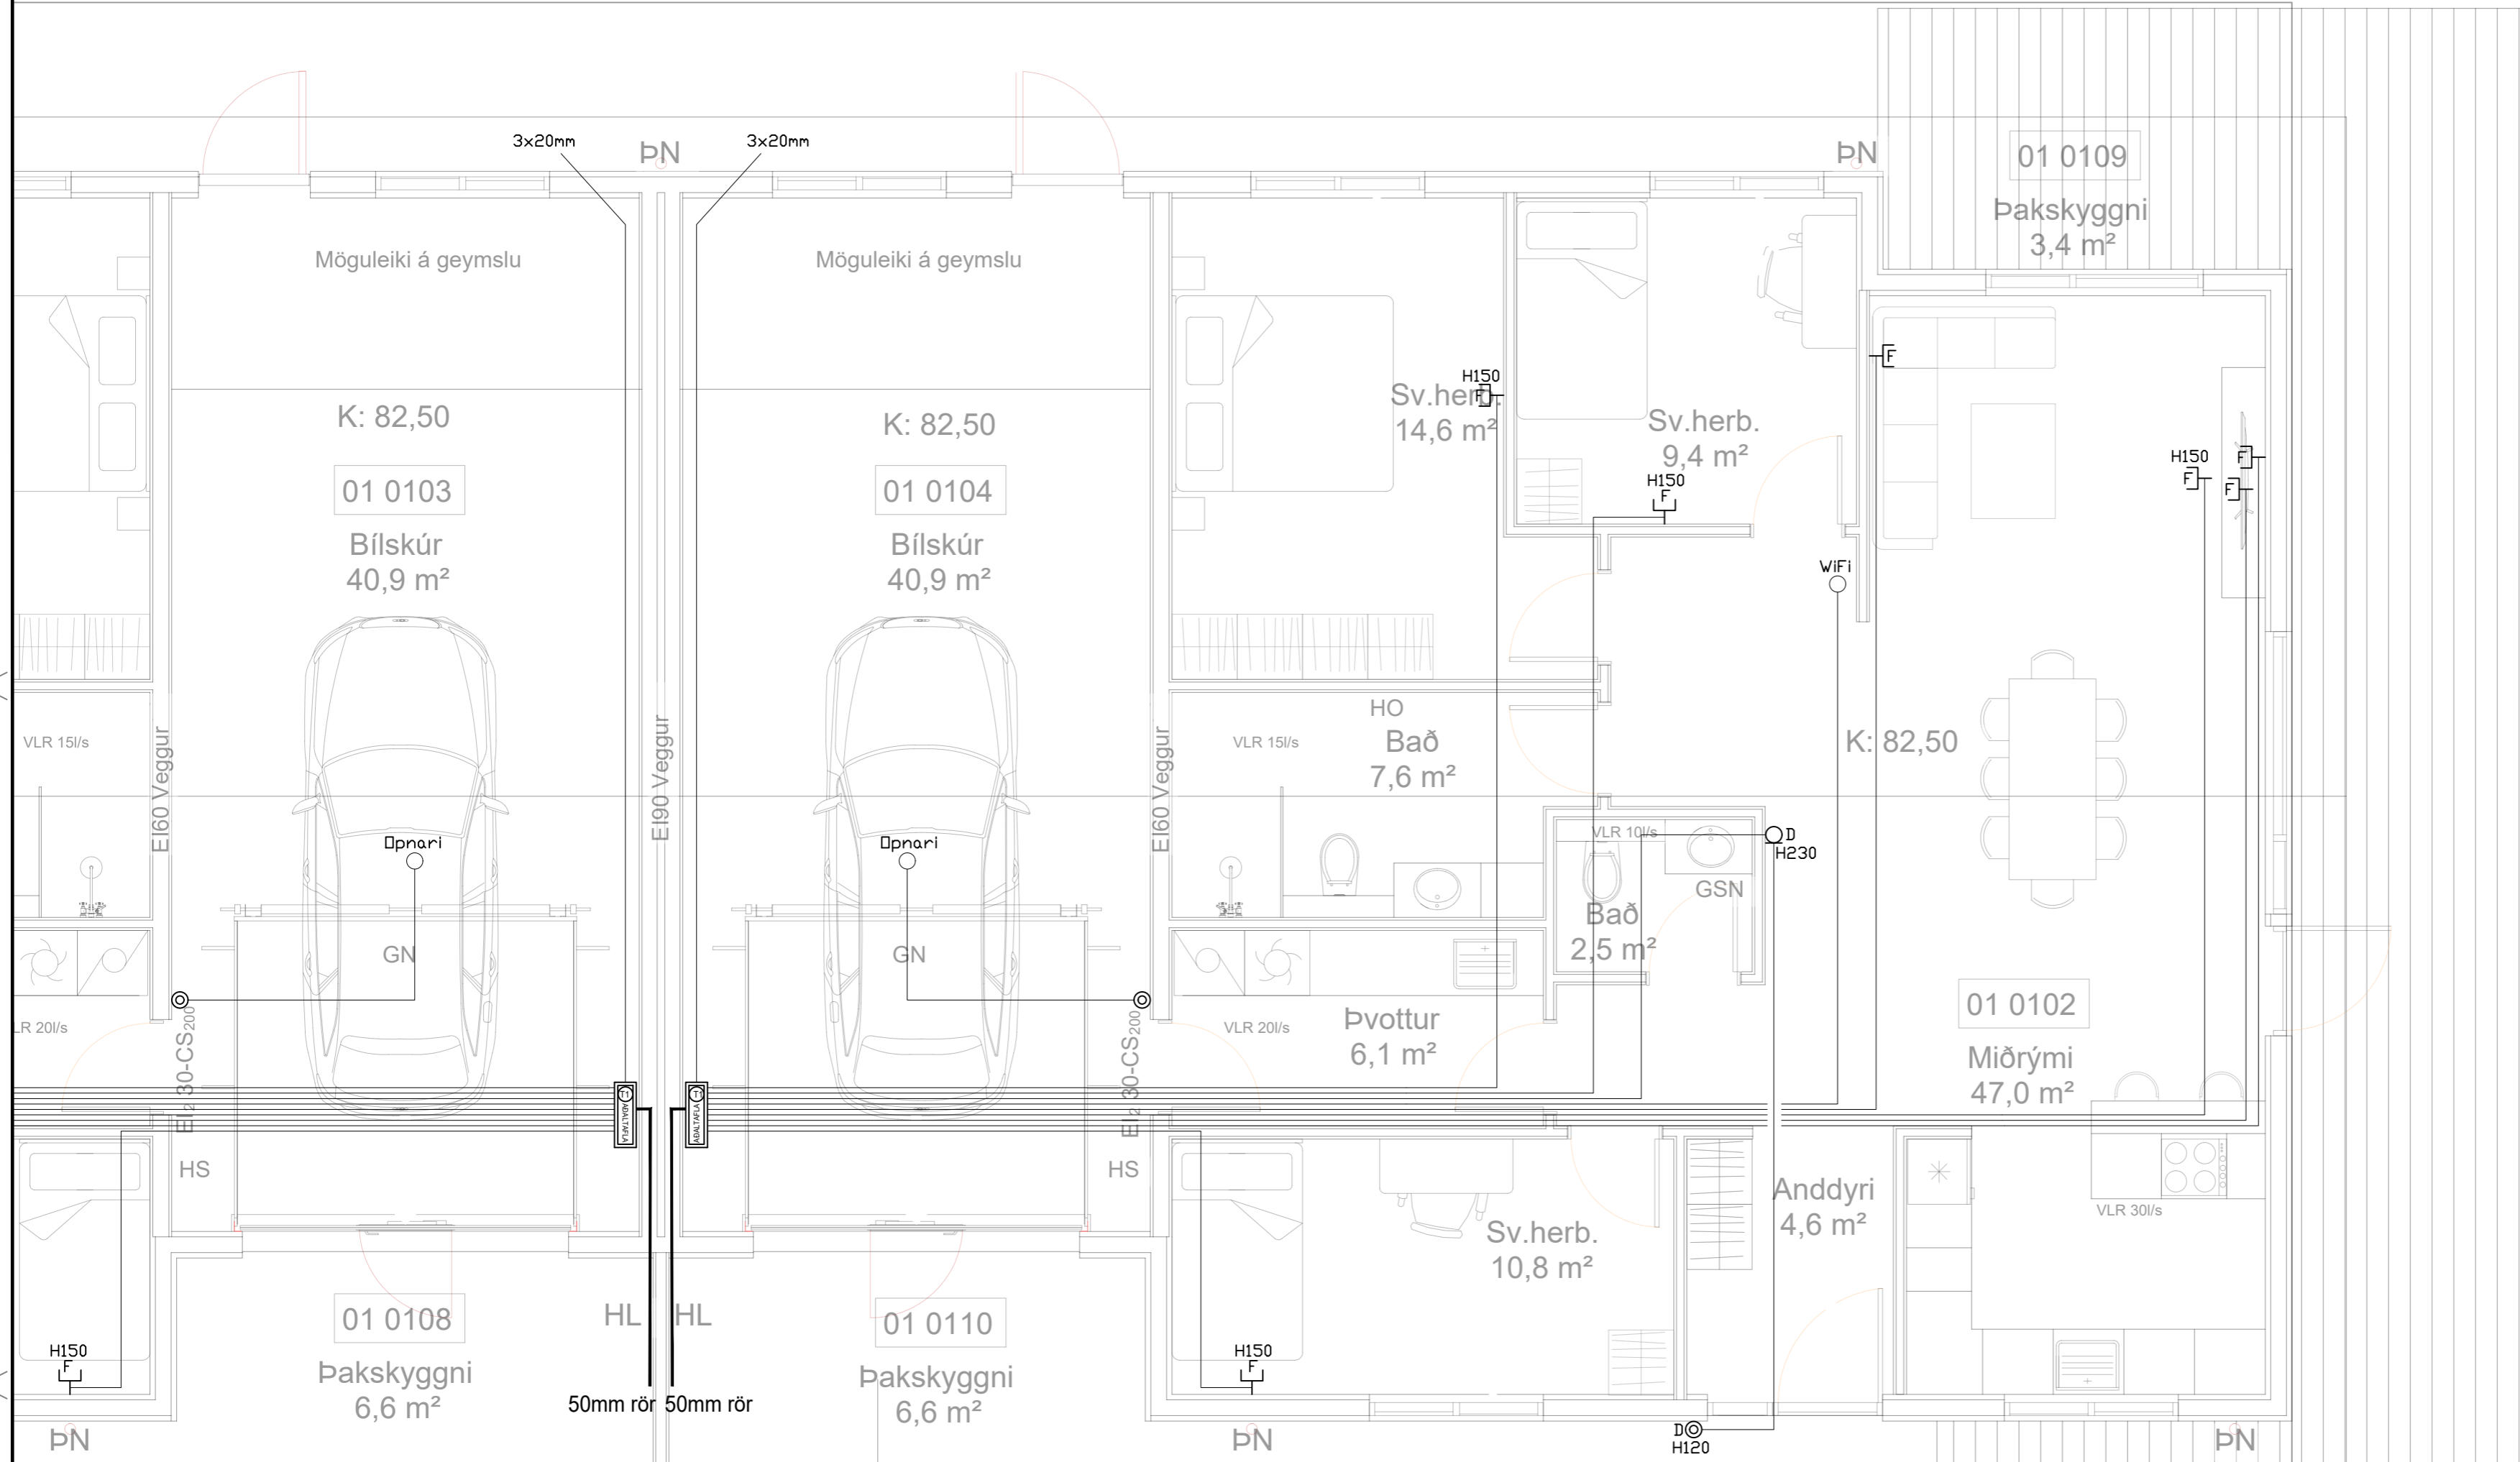 3x20mm
ÞN
3x20mm
ÞN
01 0109
Þakskyggni
3,4 m²
Möguleiki á geymslu
Möguleiki á geymslu
K: 82,50
01 0103
Bílskúr
40,9 m²
K: 82,50
01 0104
Bílskúr
40,9 m²
H150
F
Sv.herb.
14,6 m²
Sv.herb.
9,4 m²
H150
F
F
H150
F
F
F
WiFi
VLR 15l/s
EI60 Veggur
EI90 Veggur
EI60 Veggur
VLR 15l/s
HO
Bað
7,6 m²
K: 82,50
Opnari
Opnari
VLR 10l/s
D
H230
GSN
Bað
2,5 m²
GN
GN
LR 20l/s
EI₂ 30-CS200
EI₂ 30-CS200
VLR 20l/s
Þvottur
6,1 m²
01 0102
Miðrými
47,0 m²
AÐALTAFLA
AÐALTAFLA
HS
HS
Anddyri
4,6 m²
VLR 30l/s
Sv.herb.
10,8 m²
01 0108
Þakskyggni
6,6 m²
HL
HL
01 0110
Þakskyggni
6,6 m²
H150
F
H150
F
50mm rör
50mm rör
ÞN
ÞN
D
H120
ÞN